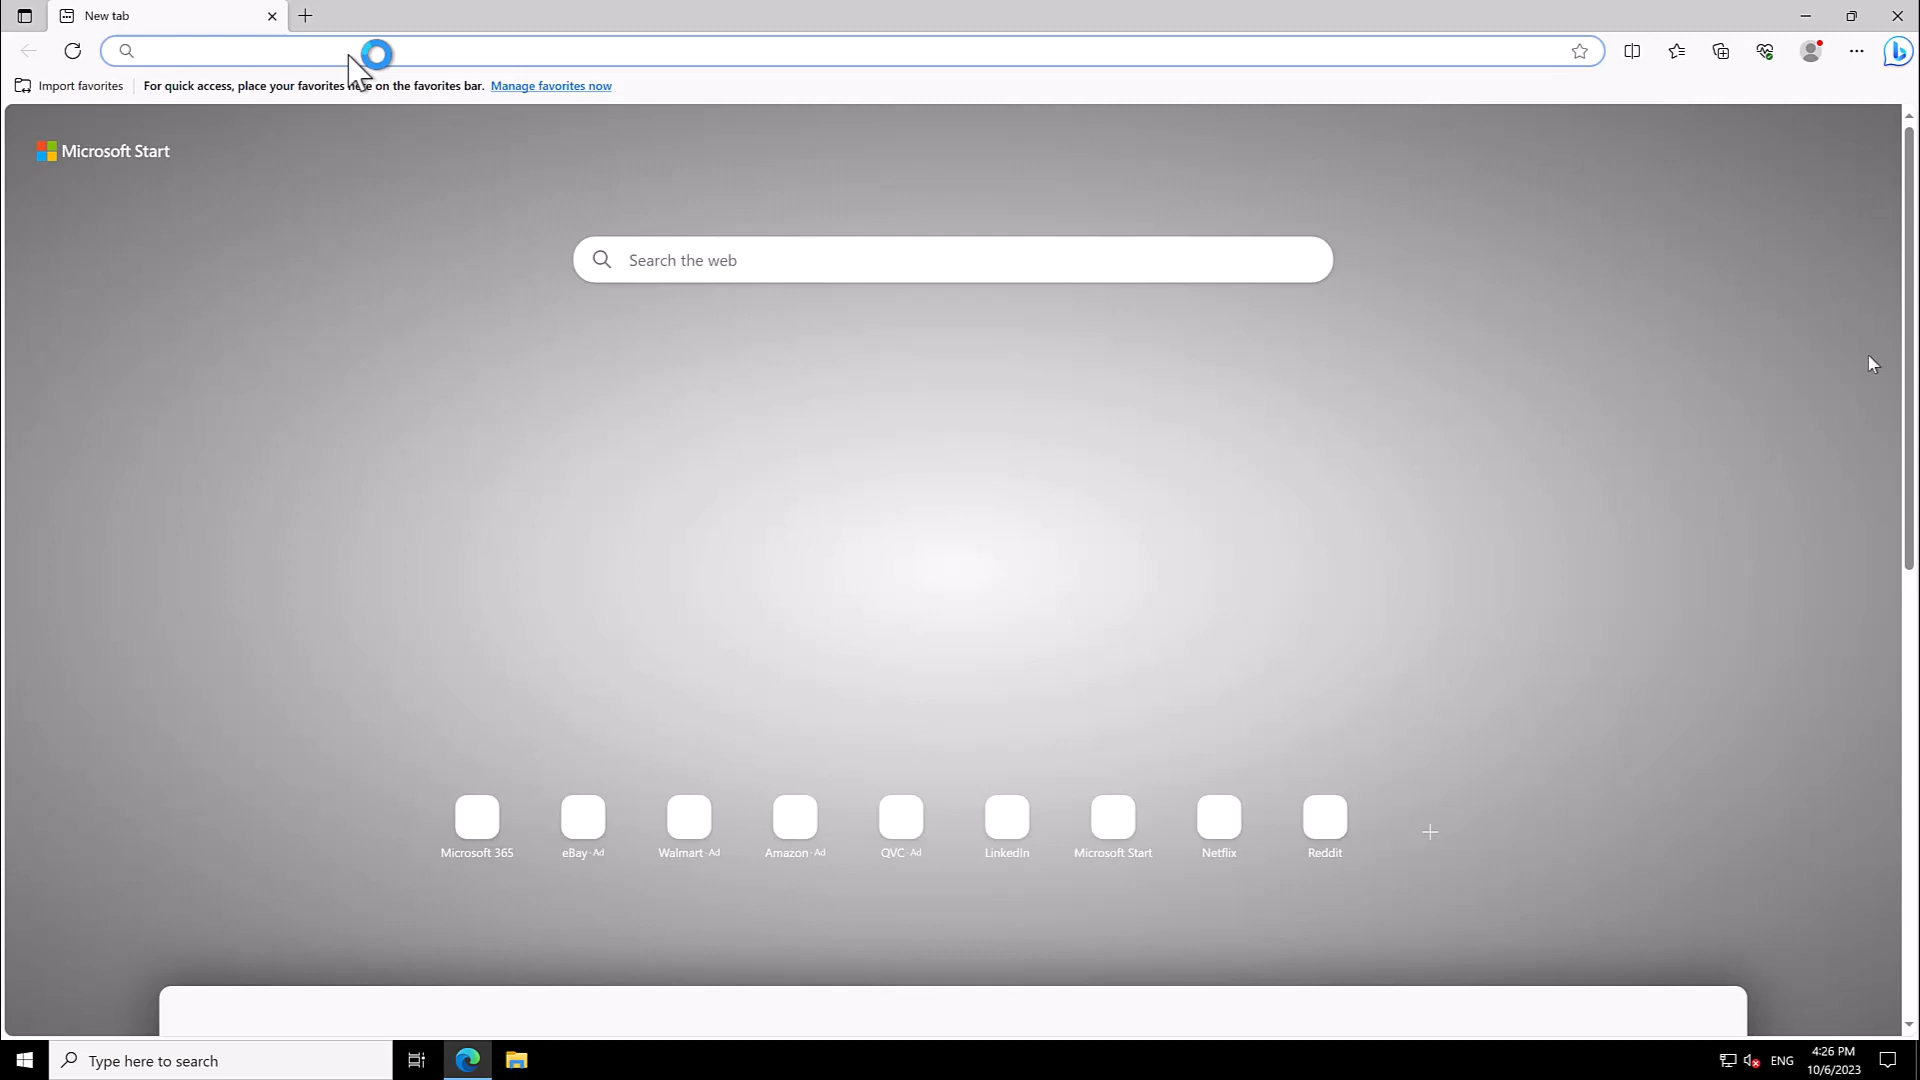 New tab
Import favorites
For quick access, place your favorites here on the favorites bar. Manage favorites now
Microsoft Start
Search the web
Microsoft 365
eBay · Ad
Walmart · Ad
Amazon · Ad
QVC · Ad
LinkedIn
Microsoft Start
Netflix
Reddit
Type here to search
ENG
4:26 PM
10/6/2023